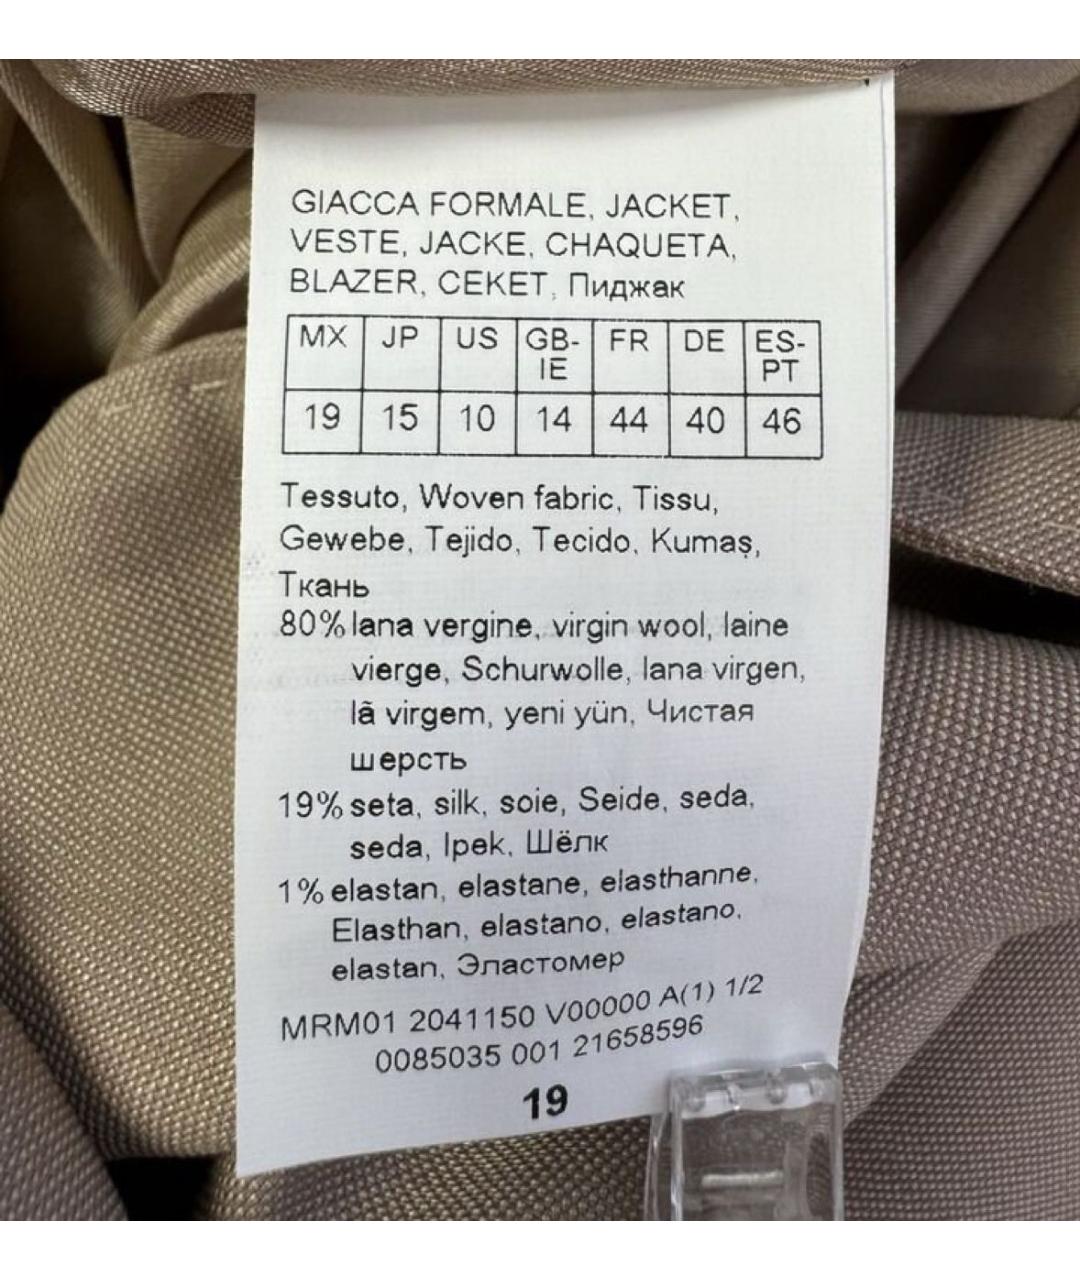 GIACCA FORMALE, JACKET,
VESTE, JACKE, CHAQUETA,
BLAZER, CEKET, Пиджак
MX JP US GB-IE FR DE ES-PT
19 15 10 14 44 40 46
Tessuto, Woven fabric, Tissu,
Gewebe, Tejido, Tecido, Kumaş,
Ткань
80% lana vergine, virgin wool, laine
vierge, Schurwolle, lana virgen,
lã virgem, yeni yün, Чистая
шерсть
19% seta, silk, soie, Seide, seda,
seda, Ipek, Шёлк
1% elastan, elastane, elasthanne,
Elasthan, elastano, elastano,
elastan, Эластомер
MRM01 2041150 V00000 A(1) 1/2
0085035 001 21658596
19